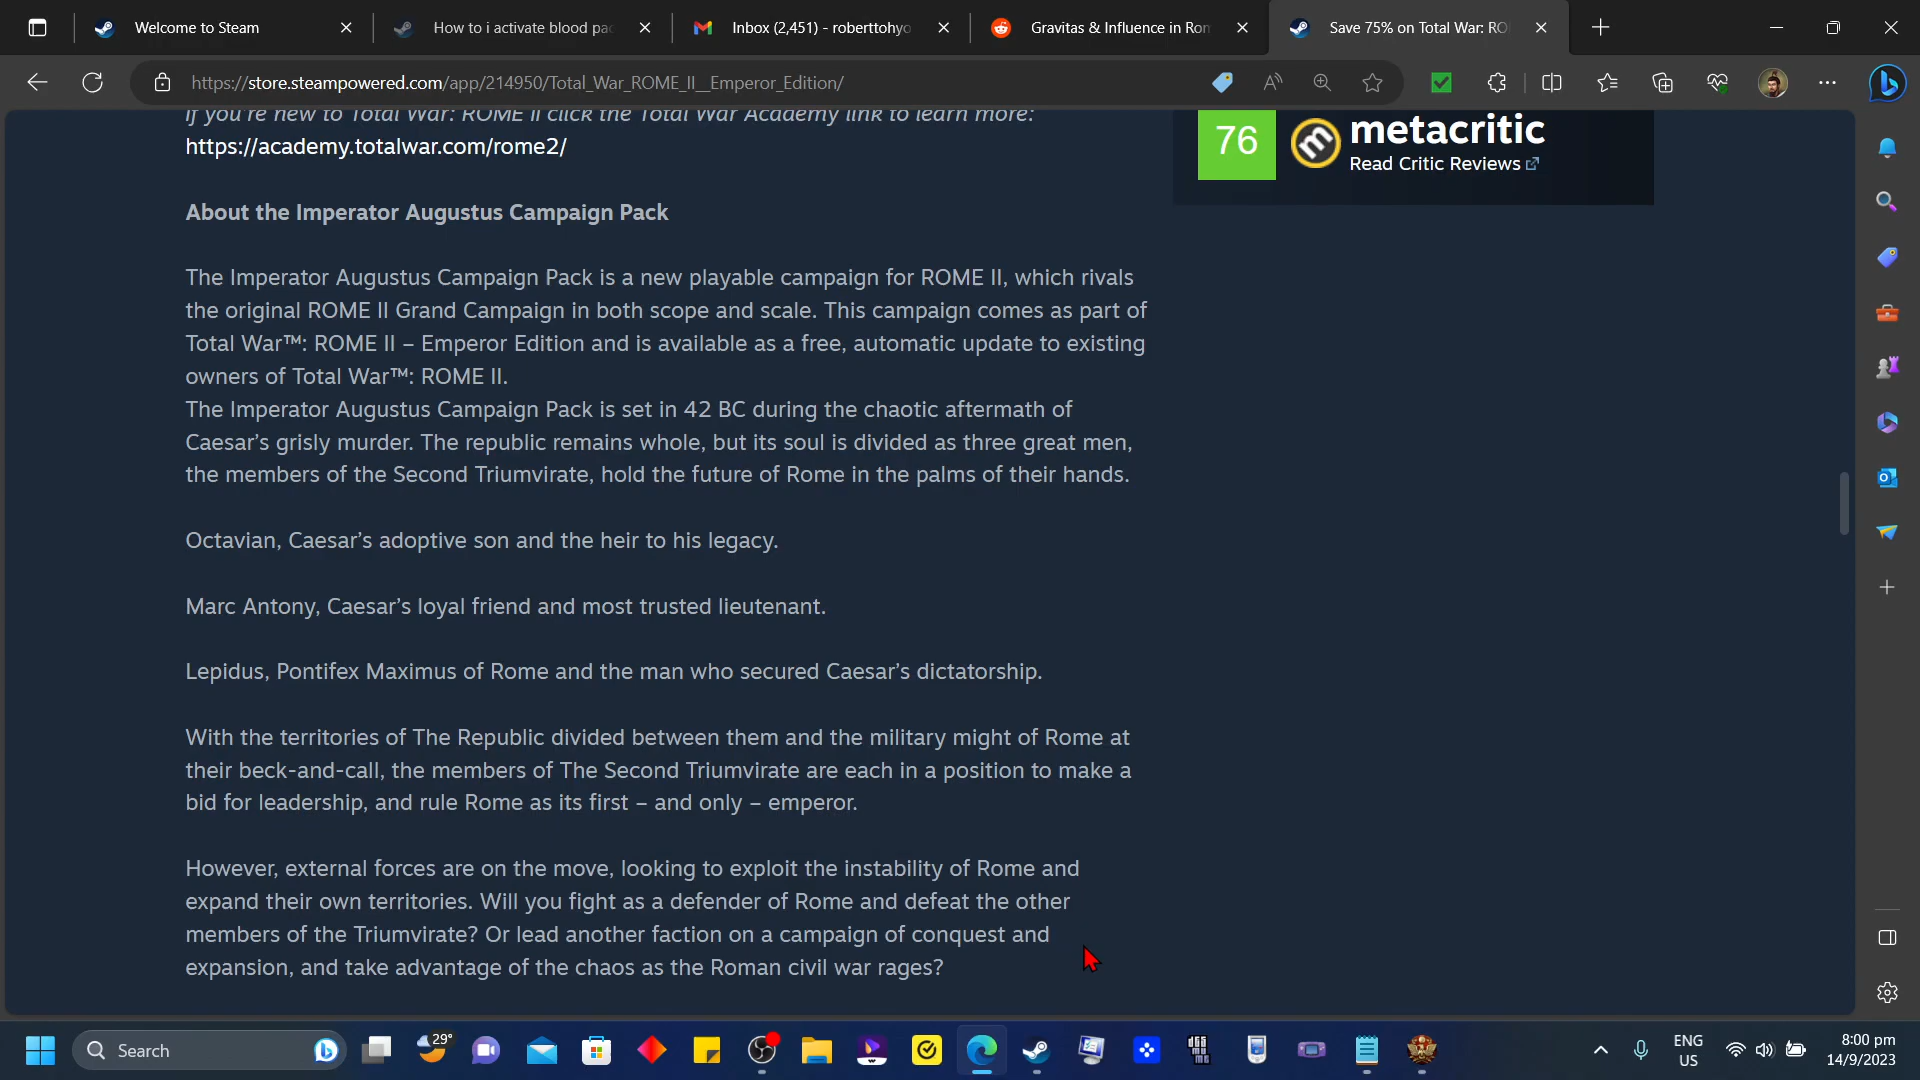 Welcome to Steam
How to i activate blood pac
Inbox (2,451) - roberttohyo
Gravitas & Influence in Rom
Save 75% on Total War: RO
https://store.steampowered.com/app/214950/Total_War_ROME_II__Emperor_Edition/
If you're new to Total War: ROME II click the Total War Academy link to learn more:
https://academy.totalwar.com/rome2/
76
metacritic
Read Critic Reviews
About the Imperator Augustus Campaign Pack
The Imperator Augustus Campaign Pack is a new playable campaign for ROME II, which rivals
the original ROME II Grand Campaign in both scope and scale. This campaign comes as part of
Total War™: ROME II – Emperor Edition and is available as a free, automatic update to existing
owners of Total War™: ROME II.
The Imperator Augustus Campaign Pack is set in 42 BC during the chaotic aftermath of
Caesar’s grisly murder. The republic remains whole, but its soul is divided as three great men,
the members of the Second Triumvirate, hold the future of Rome in the palms of their hands.
Octavian, Caesar’s adoptive son and the heir to his legacy.
Marc Antony, Caesar’s loyal friend and most trusted lieutenant.
Lepidus, Pontifex Maximus of Rome and the man who secured Caesar’s dictatorship.
With the territories of The Republic divided between them and the military might of Rome at
their beck-and-call, the members of The Second Triumvirate are each in a position to make a
bid for leadership, and rule Rome as its first – and only – emperor.
However, external forces are on the move, looking to exploit the instability of Rome and
expand their own territories. Will you fight as a defender of Rome and defeat the other
members of the Triumvirate? Or lead another faction on a campaign of conquest and
expansion, and take advantage of the chaos as the Roman civil war rages?
Search
29°
ENG
US
8:00 pm
14/9/2023